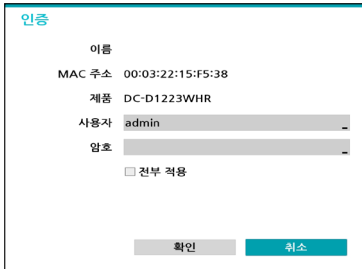 인증
이름
MAC 주소 00:03:22:15:F5:38
제품 DC-D1223WHR
사용자 admin
암호
전부 적용
확인 취소